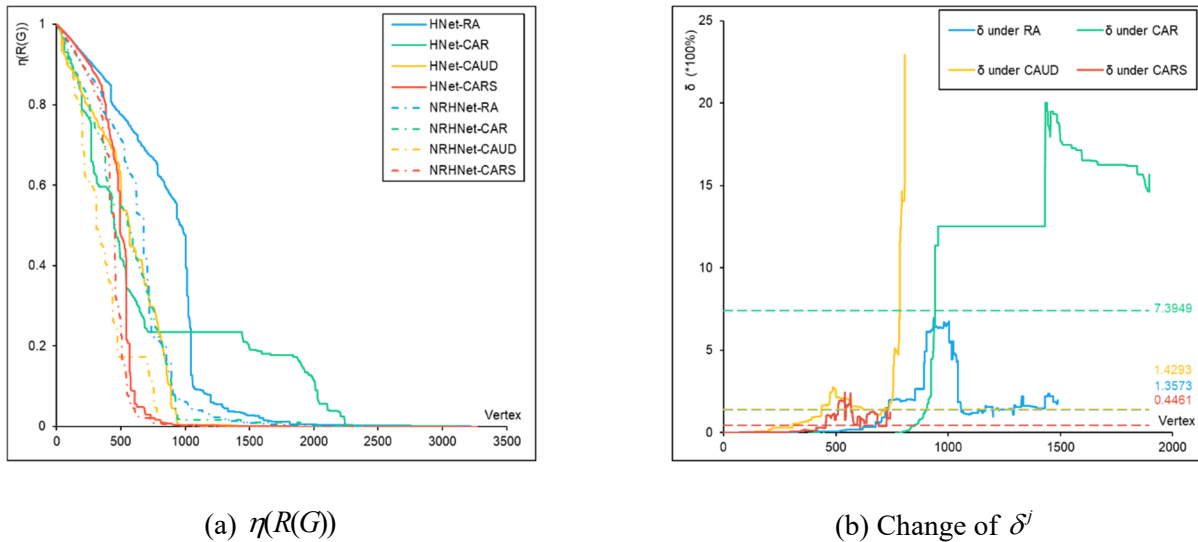 η(R(G))
1
0.8
0.6
0.4
0.2
0
0 500 1000 1500 2000 2500 3000 3500
Vertex
HNet-RA
HNet-CAR
HNet-CAUD
HNet-CARS
NRHNet-RA
NRHNet-CAR
NRHNet-CAUD
NRHNet-CARS
(a) η(R(G))
δ (*100%)
25
20
15
10
5
0
0 500 1000 1500 2000
δ under RA δ under CAR
δ under CAUD δ under CARS
7.3949
1.4293
1.3573
0.4461
Vertex
(b) Change of δʲ